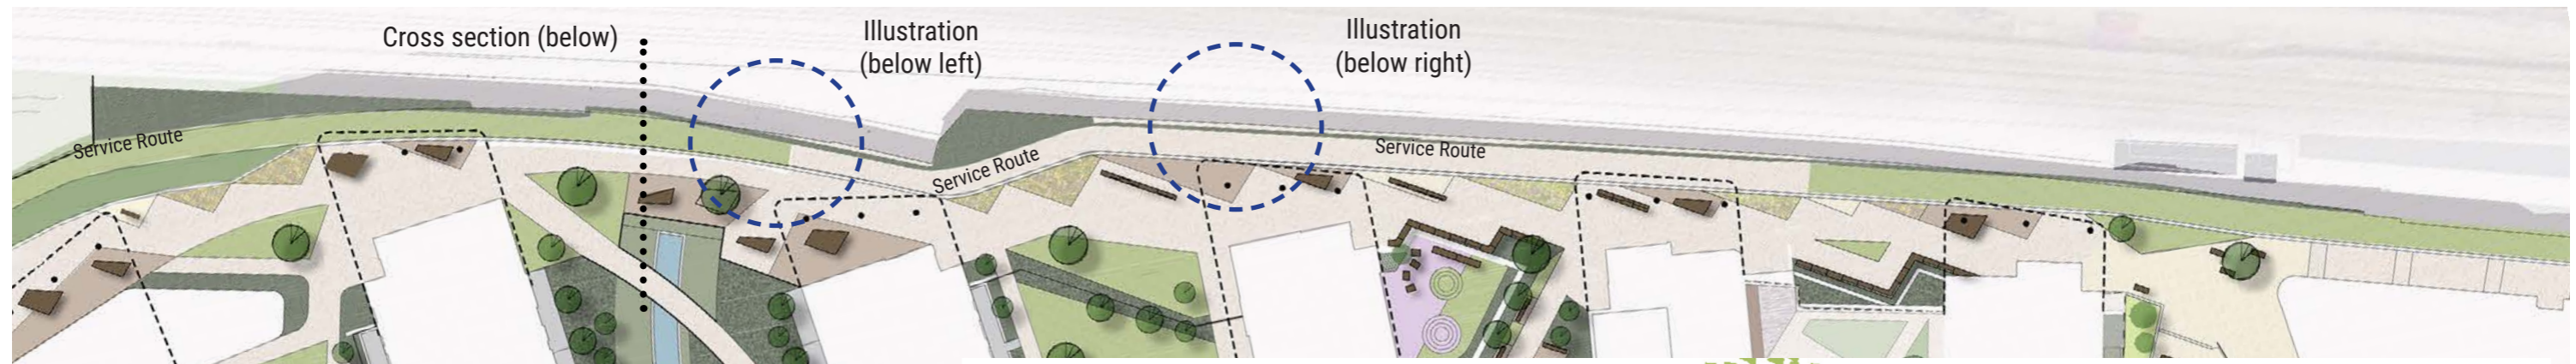 Cross section (below)
Illustration
(below left)
Illustration
(below right)
Service Route
Service Route
Service Route